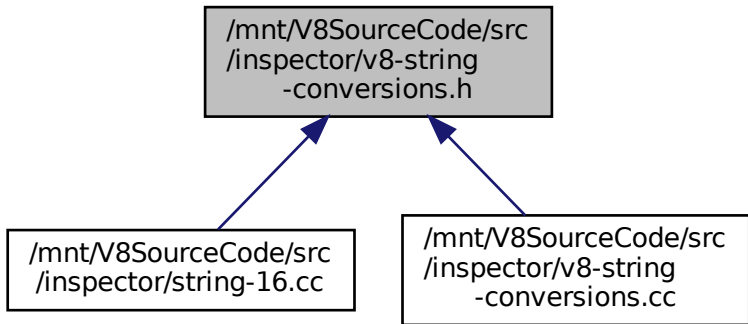 /mnt/V8SourceCode/src
/inspector/v8-string
-conversions.h
/mnt/V8SourceCode/src
/inspector/string-16.cc
/mnt/V8SourceCode/src
/inspector/v8-string
-conversions.cc